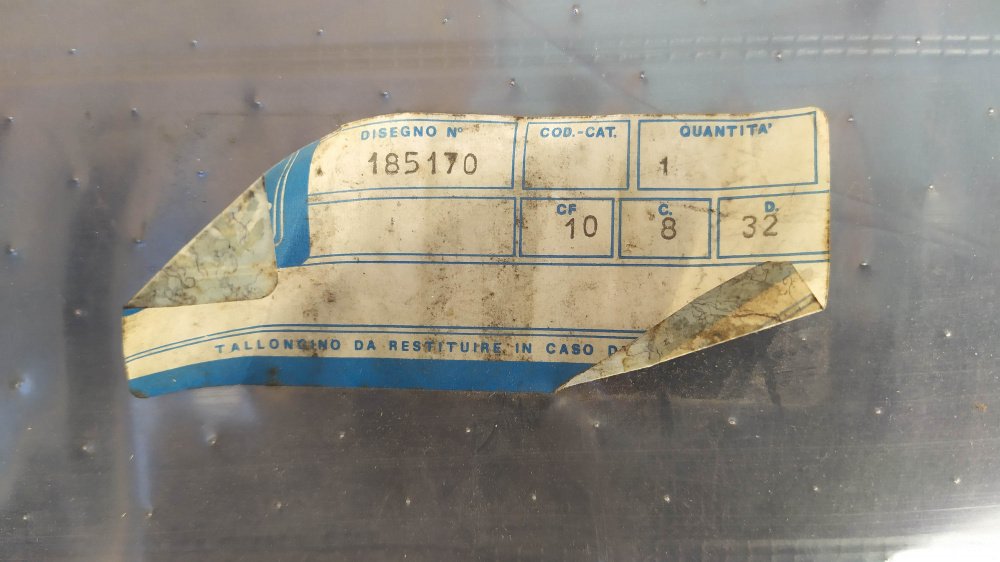 DISEGNO N° COD.-CAT. QUANTITA'
185170 1
CF. C. D.
10 8 32
TALLONCINO DA RESTITUIRE IN CASO